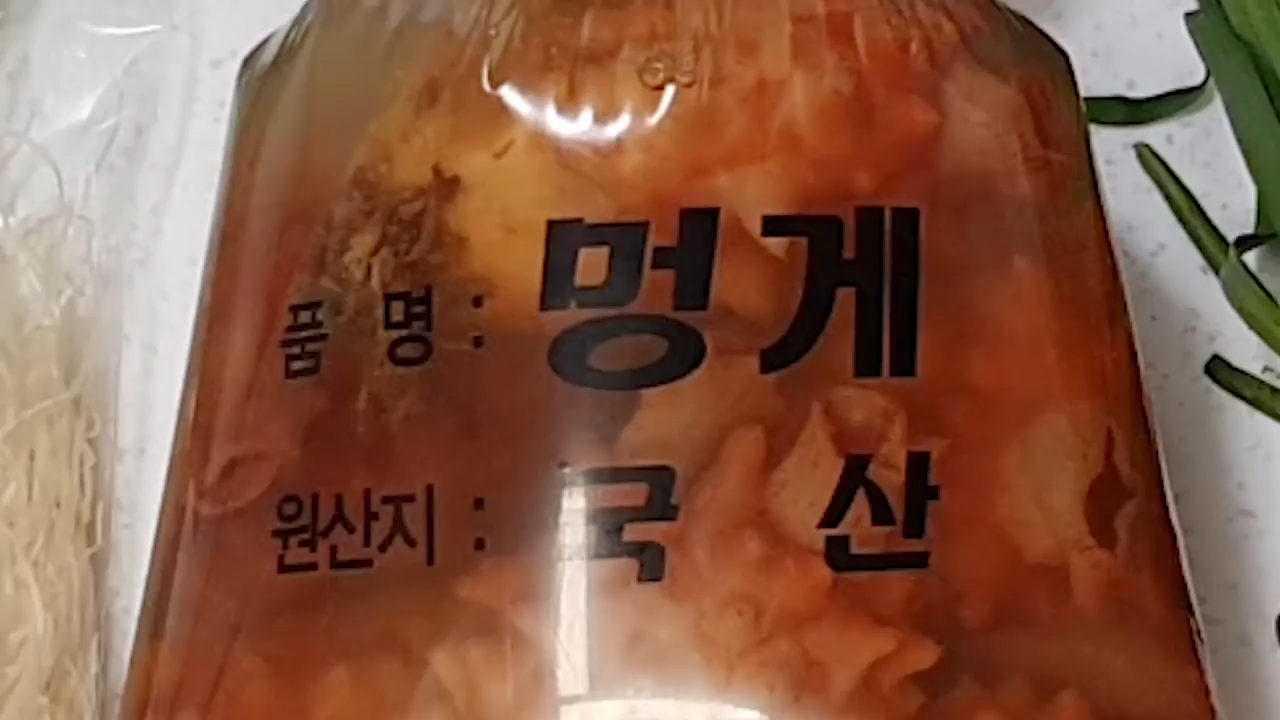 품 명 : 멍게
원산지 : 국 산